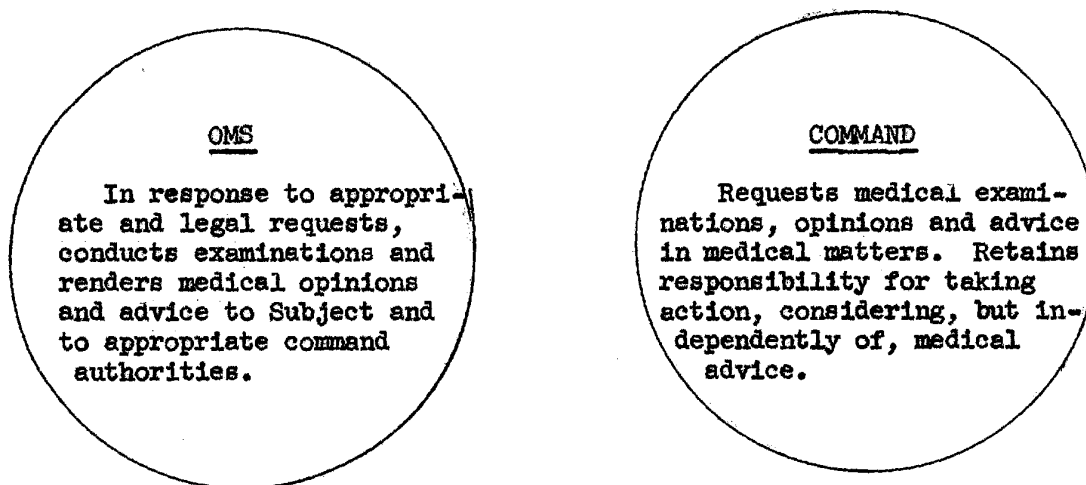 OMS
In response to appropri-
ate and legal requests,
conducts examinations and
renders medical opinions
and advice to Subject and
to appropriate command
authorities.
COMMAND
Requests medical exami-
nations, opinions and advice
in medical matters. Retains
responsibility for taking
action, considering, but in-
dependently of, medical
advice.